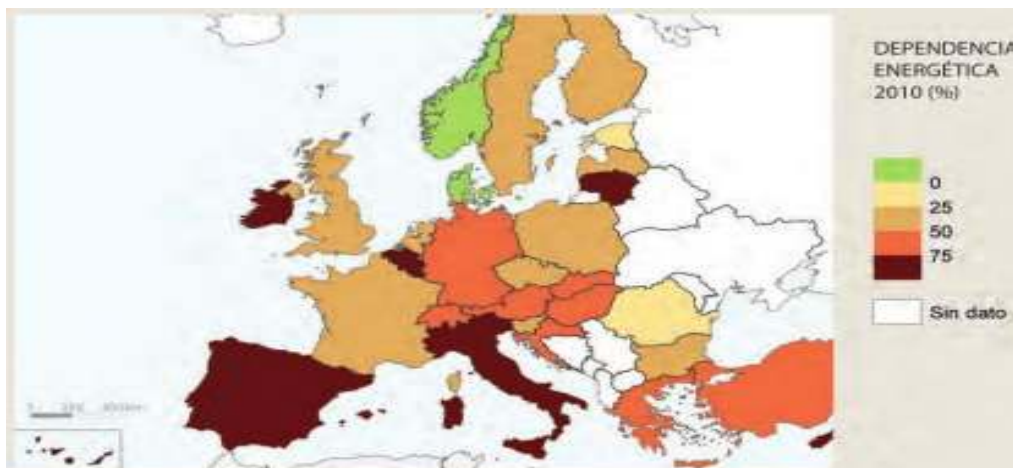 DEPENDENCIA
ENERGÉTICA
2010 (%)
0
25
50
75
Sin dato